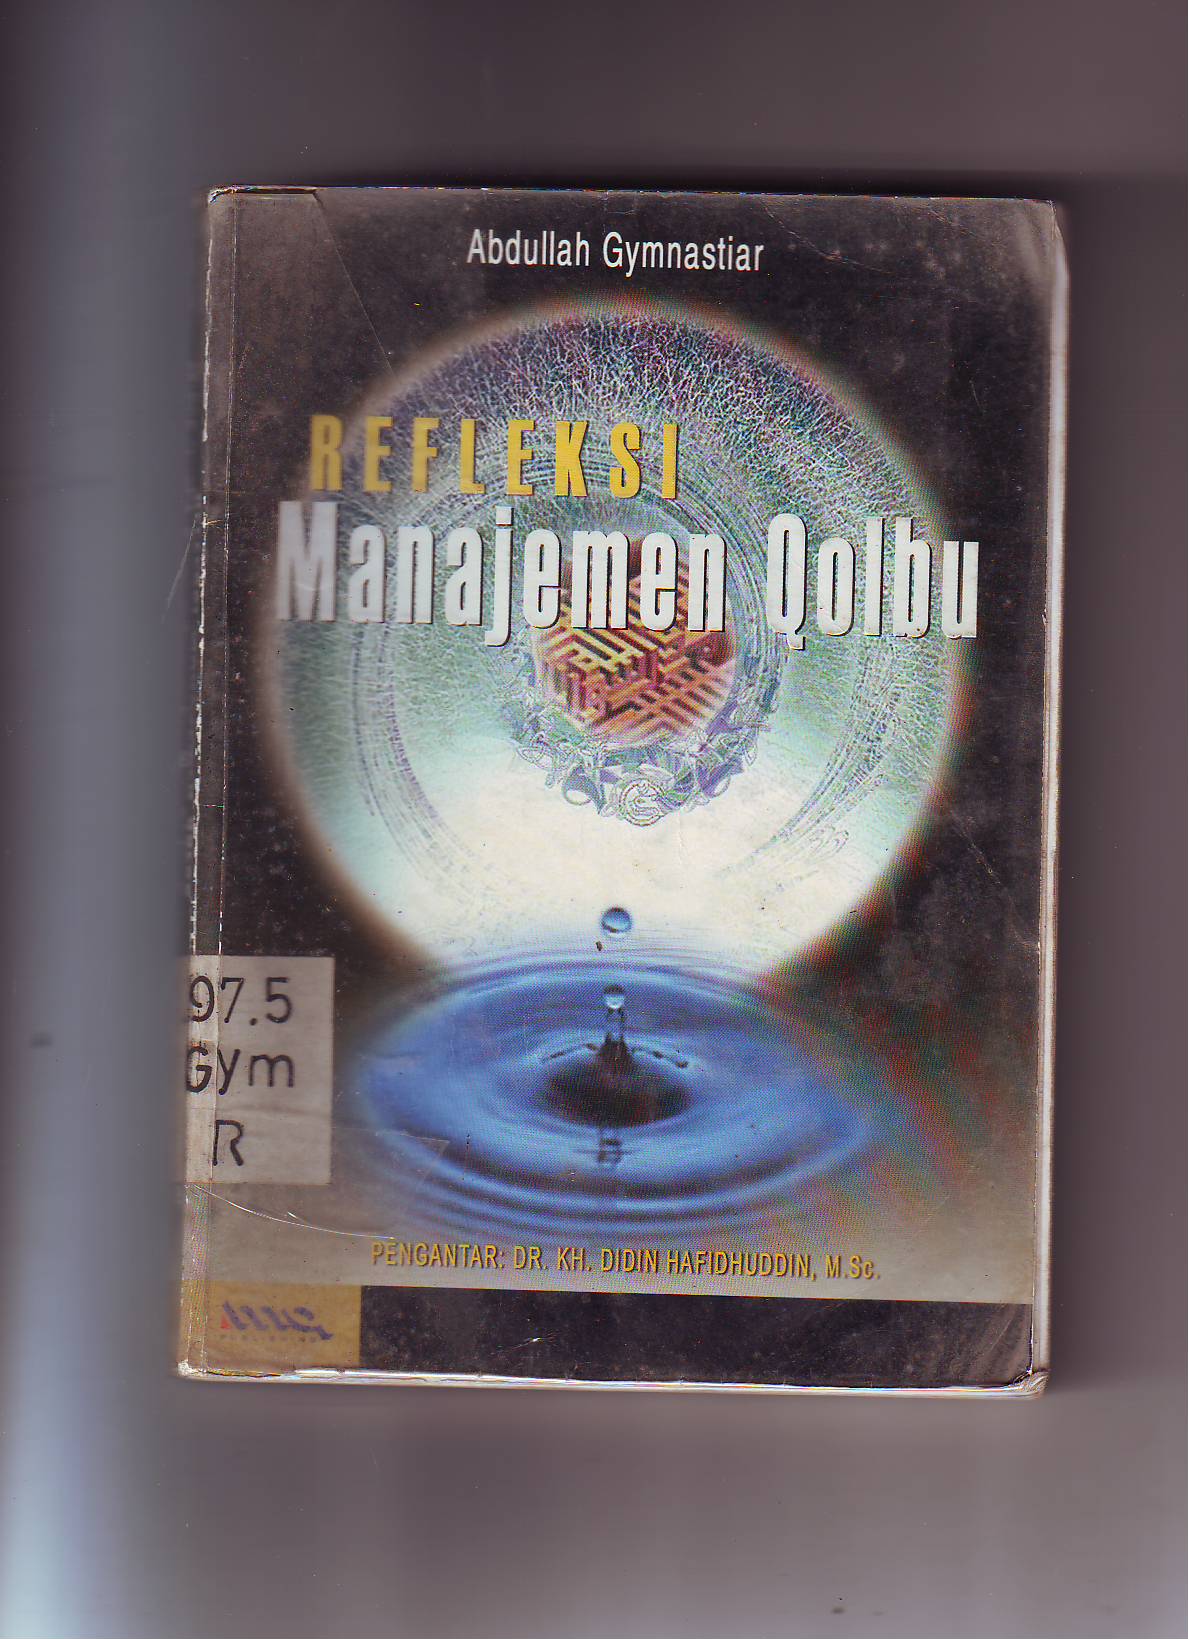 Abdullah Gymnastiar
REFLEKSI
Manajemen Qolbu
97.5
Gym
R
PENGANTAR: DR. KH. DIDIN HAFIDHUDDIN, M.Sc.